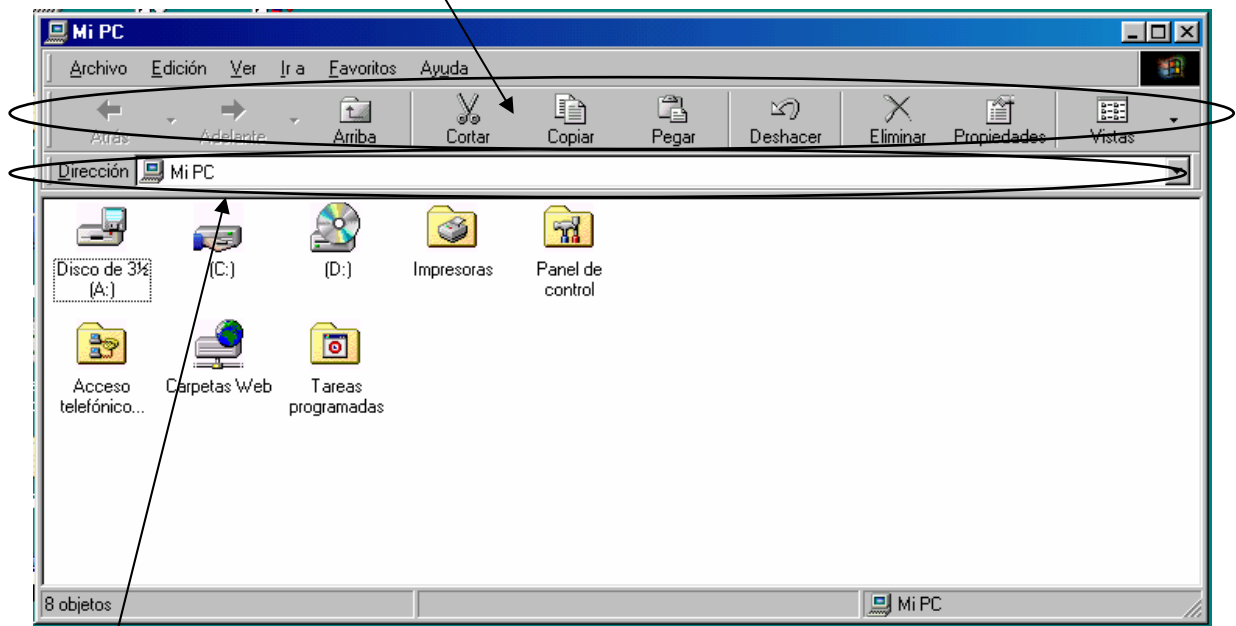 Mi PC
Archivo Edición Ver Ir a Favoritos Ayuda
Atrás Adelante Arriba Cortar Copiar Pegar Deshacer Eliminar Propiedades Vistas
Dirección Mi PC
Disco de 3½ (C:) (D:) Impresoras Panel de
(A:) control
Acceso Carpetas Web Tareas
telefónico... programadas
8 objetos Mi PC